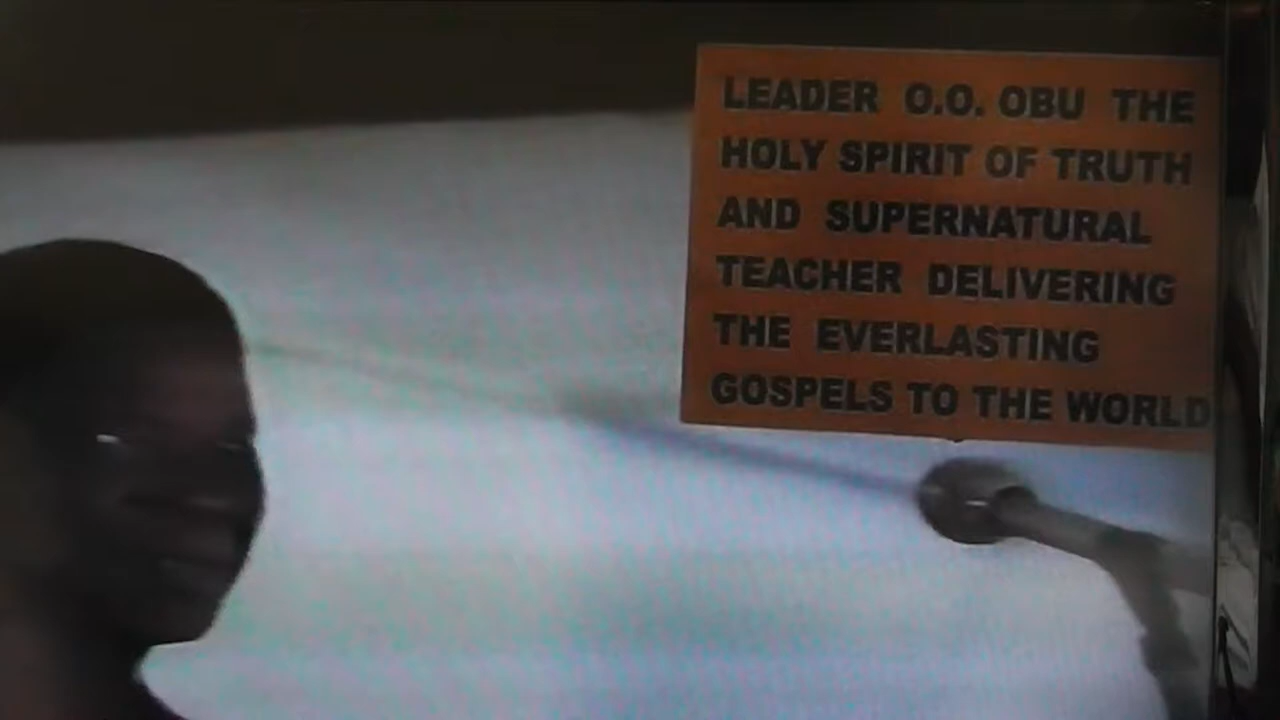 LEADER O.O. OBU THE
HOLY SPIRIT OF TRUTH
AND SUPERNATURAL
TEACHER DELIVERING
THE EVERLASTING
GOSPELS TO THE WORLD